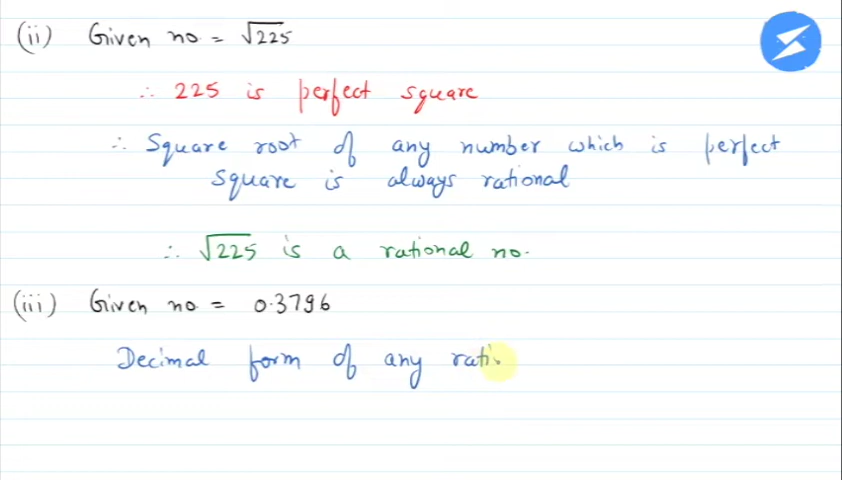 (ii) Given no = √225
∴ 225 is perfect square
∴ Square root of any number which is perfect
square is always rational
∴ √225 is a rational no.
(iii) Given no = 0.3796
Decimal form of any rati